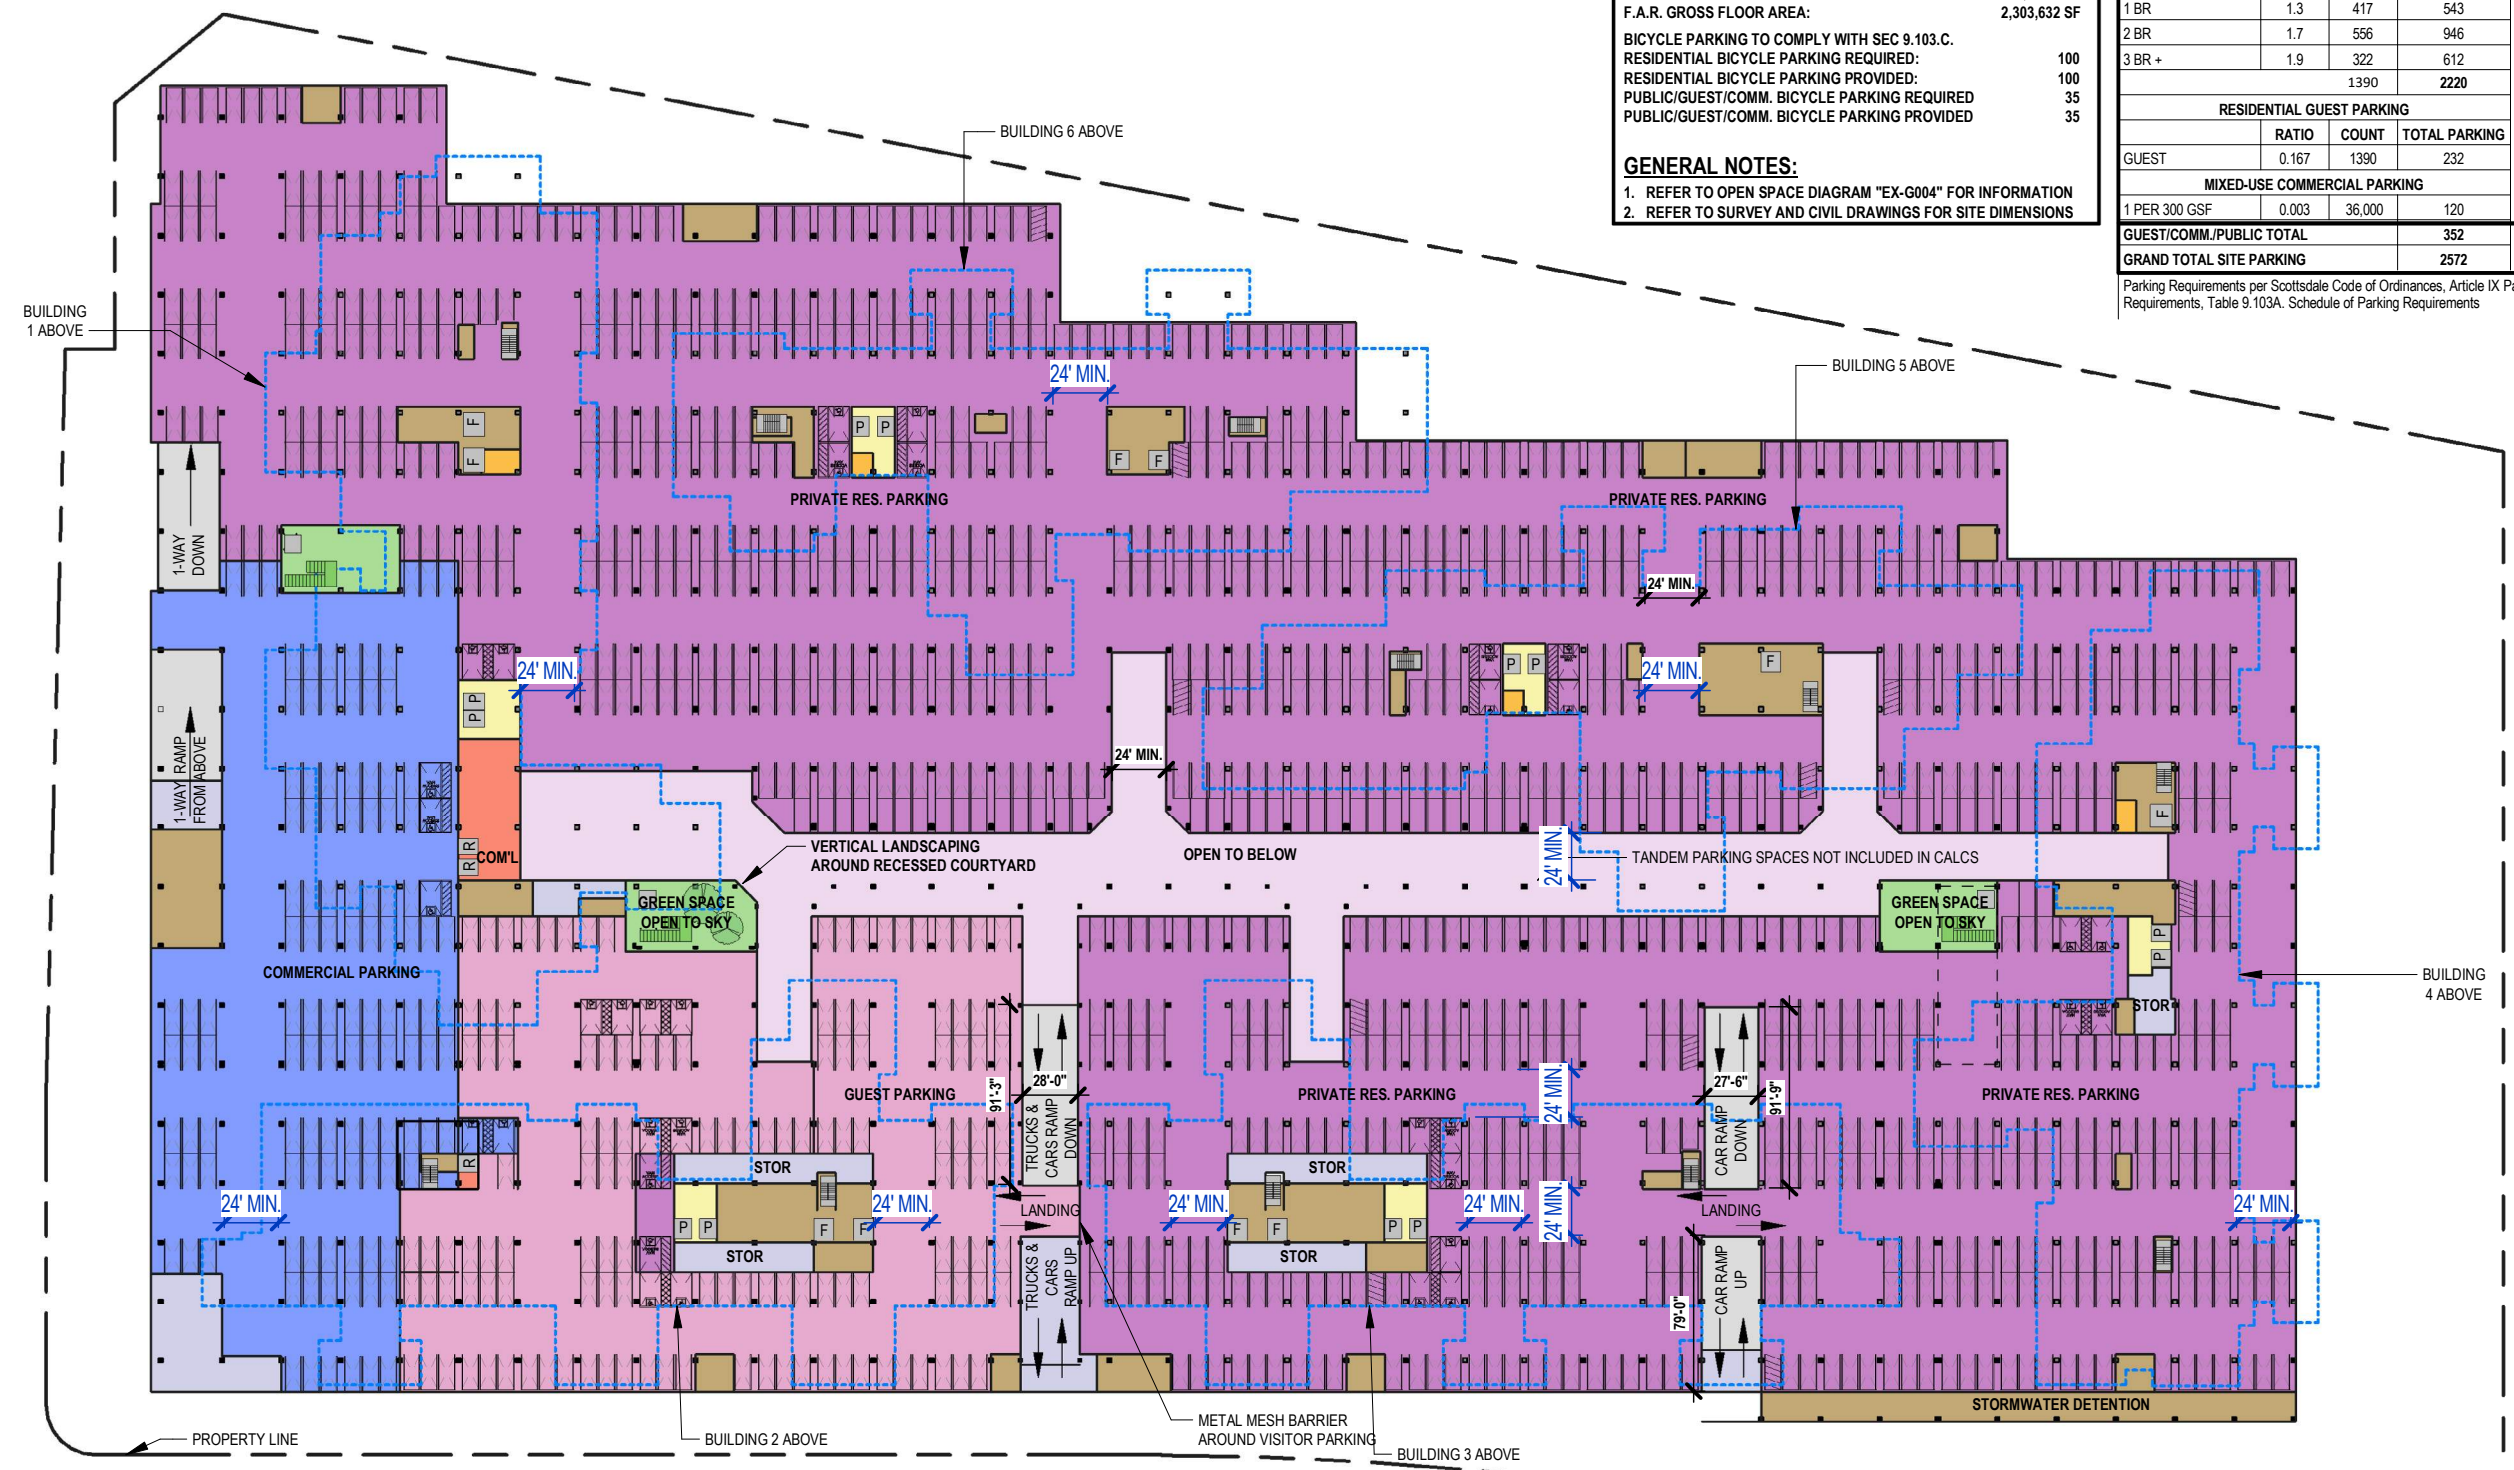 F.A.R. GROSS FLOOR AREA: 2,303,632 SF
BICYCLE PARKING TO COMPLY WITH SEC 9.103.C.
RESIDENTIAL BICYCLE PARKING REQUIRED: 100
RESIDENTIAL BICYCLE PARKING PROVIDED: 100
PUBLIC/GUEST/COMM. BICYCLE PARKING REQUIRED 35
PUBLIC/GUEST/COMM. BICYCLE PARKING PROVIDED 35
GENERAL NOTES:
1. REFER TO OPEN SPACE DIAGRAM "EX-G004" FOR INFORMATION
2. REFER TO SURVEY AND CIVIL DRAWINGS FOR SITE DIMENSIONS
1 BR 1.3 417 543
2 BR 1.7 556 946
3 BR + 1.9 322 612
1390 2220
RESIDENTIAL GUEST PARKING
RATIO COUNT TOTAL PARKING
GUEST 0.167 1390 232
MIXED-USE COMMERCIAL PARKING
1 PER 300 GSF 0.003 36,000 120
GUEST/COMM./PUBLIC TOTAL 352
GRAND TOTAL SITE PARKING 2572
Parking Requirements per Scottsdale Code of Ordinances, Article IX Pa
Requirements, Table 9.103A. Schedule of Parking Requirements
BUILDING 6 ABOVE
BUILDING
1 ABOVE
BUILDING 5 ABOVE
24' MIN.
F
F
P P
F F
PRIVATE RES. PARKING
PRIVATE RES. PARKING
1-WAY
DOWN
24' MIN.
24' MIN.
P P
24' MIN.
F
P P
1-WAY RAMP
FROM ABOVE
24' MIN.
F
R R
COM'L
VERTICAL LANDSCAPING
AROUND RECESSED COURTYARD
OPEN TO BELOW
24' MIN.
TANDEM PARKING SPACES NOT INCLUDED IN CALCS
GREEN SPACE
OPEN TO SKY
GREEN SPACE
OPEN TO SKY
P P
COMMERCIAL PARKING
BUILDING
4 ABOVE
STOR
GUEST PARKING
91'-3"
28'-0"
TRUCKS &
CARS RAMP
DOWN
PRIVATE RES. PARKING
24' MIN.
27'-6"
91'-9"
CAR RAMP
DOWN
PRIVATE RES. PARKING
R
STOR
STOR
24' MIN.
P P
F F
24' MIN.
LANDING
24' MIN.
F F
P P
24' MIN.
24' MIN.
LANDING
24' MIN.
STOR
STOR
TRUCKS &
CARS
RAMP UP
CAR RAMP
UP
79'-0"
STORMWATER DETENTION
PROPERTY LINE
BUILDING 2 ABOVE
METAL MESH BARRIER
AROUND VISITOR PARKING
BUILDING 3 ABOVE